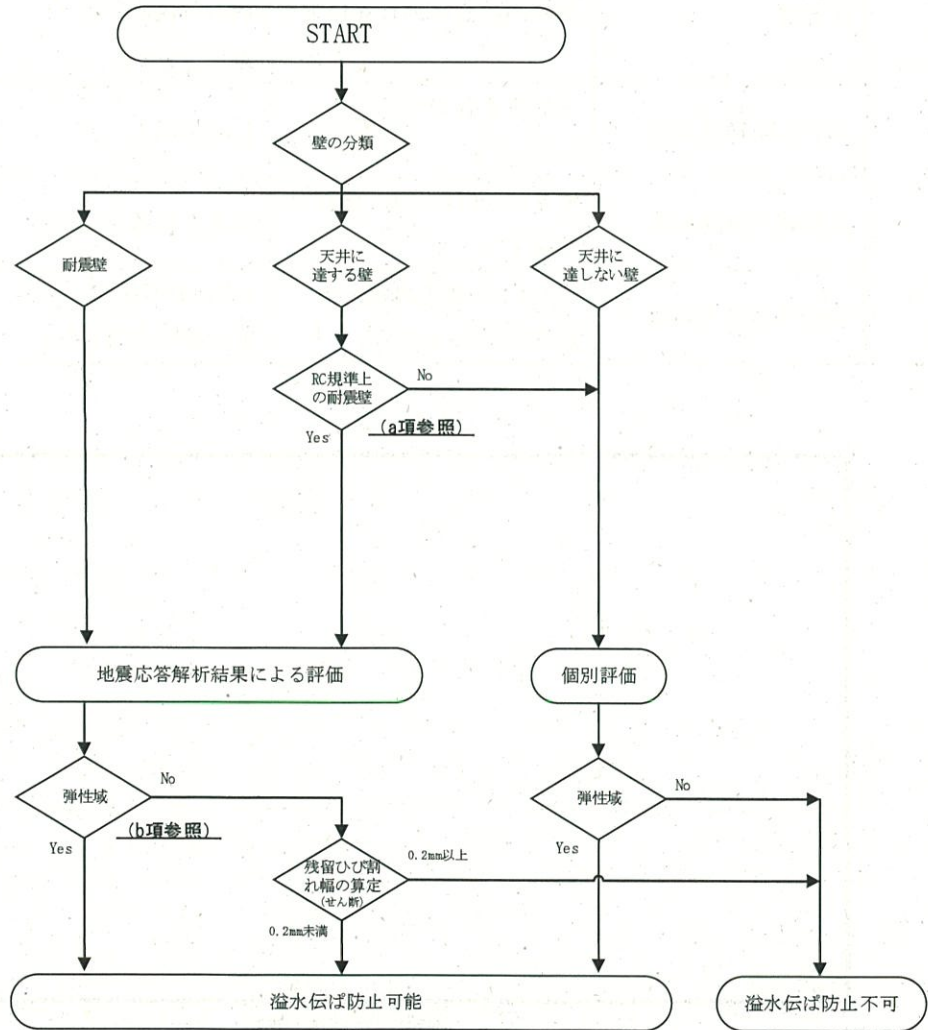 START
壁の分類
耐震壁
天井に
達する壁
天井に
達しない壁
RC規準上
の耐震壁
No
(a項参照)
Yes
地震応答解析結果による評価
個別評価
弾性域
No
(b項参照)
Yes
弾性域
No
Yes
残留ひび割
れ幅の算定
(せん断)
0.2mm以上
0.2mm未満
溢水伝ば防止可能
溢水伝ば防止不可